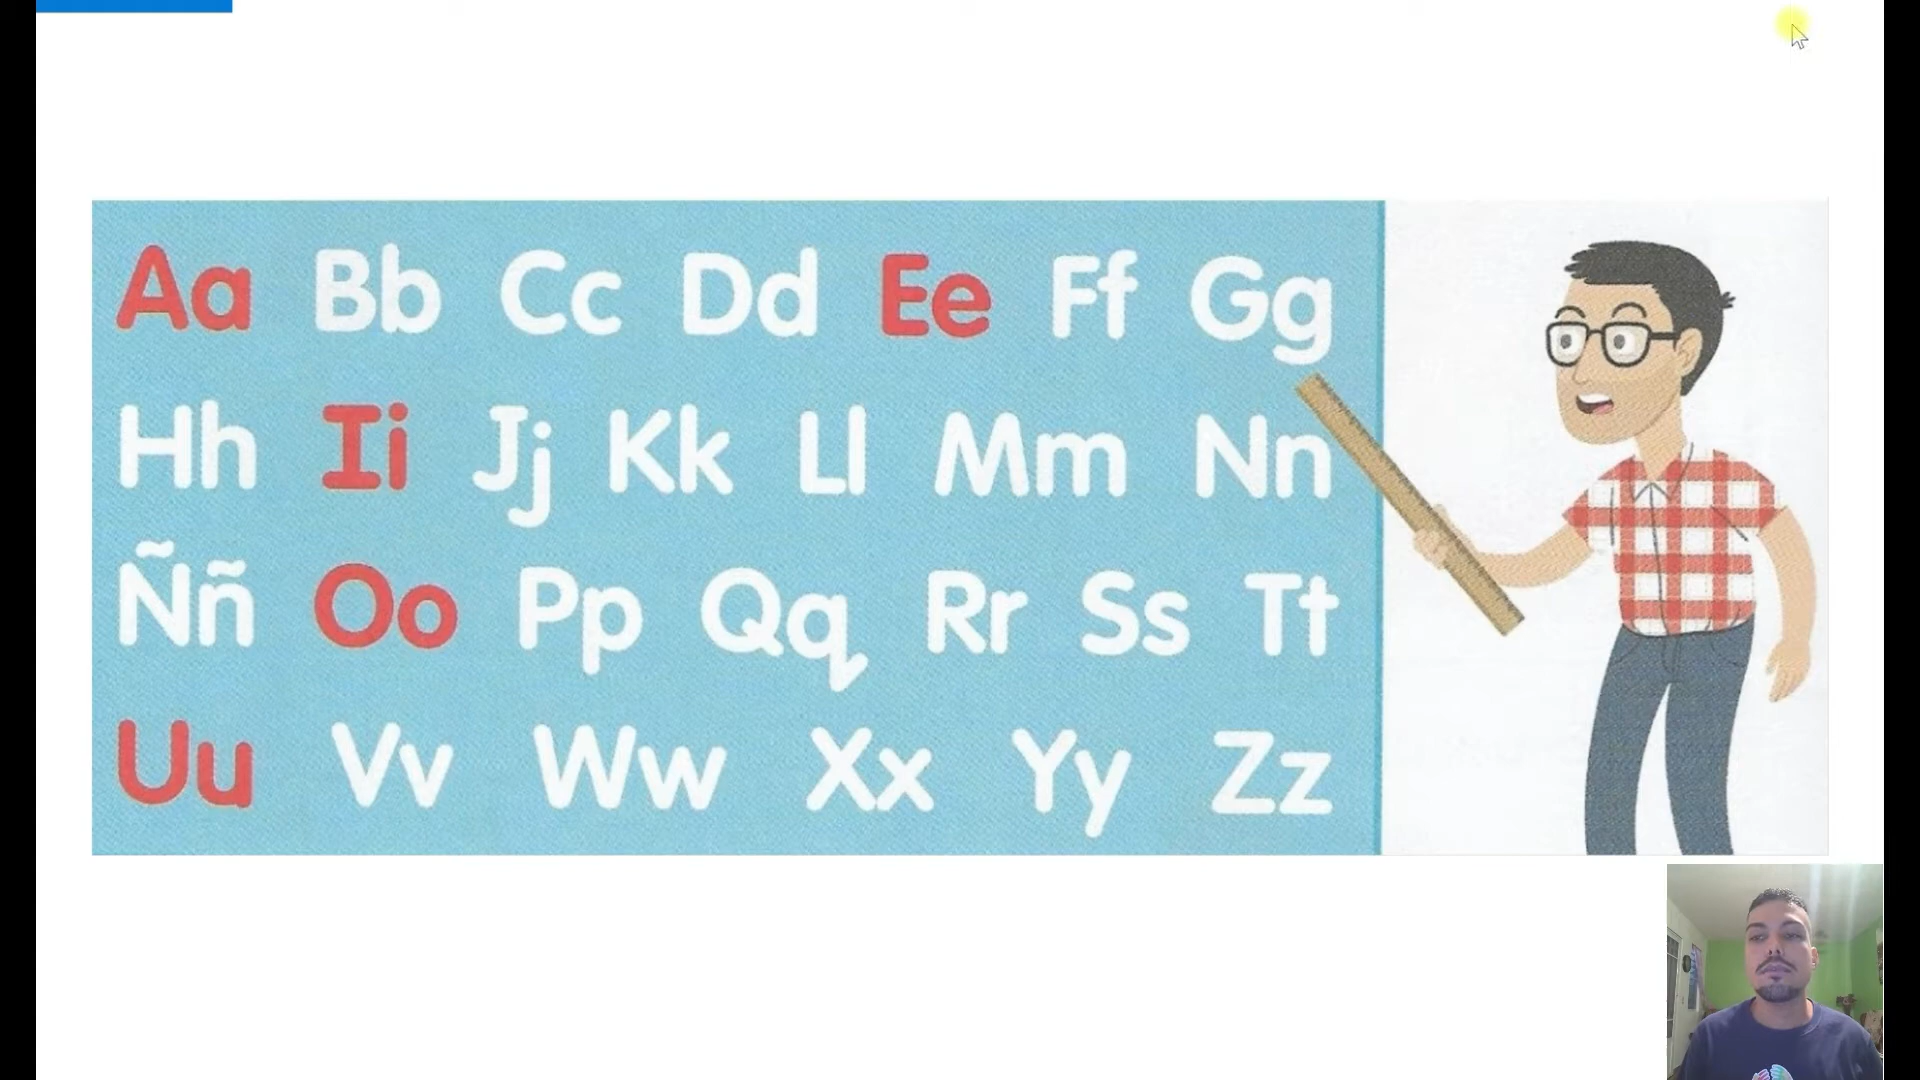 Aa Bb Cc Dd Ee Ff Gg
Hh Ii Jj Kk Ll Mm Nn
Ññ Oo Pp Qq Rr Ss Tt
Uu Vv Ww Xx Yy Zz